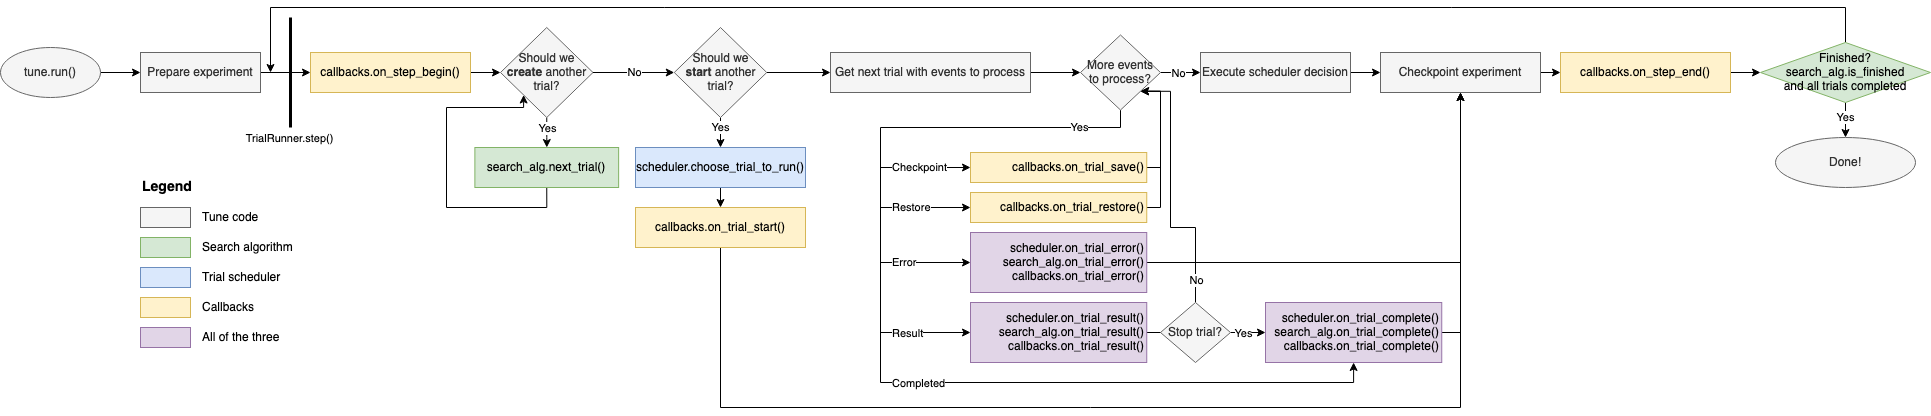 tune.run()
Prepare experiment
TrialRunner.step()
callbacks.on_step_begin()
Should we
create another
trial?
No
Yes
search_alg.next_trial()
Should we
start another
trial?
Yes
scheduler.choose_trial_to_run()
callbacks.on_trial_start()
Get next trial with events to process
More events
to process?
No
Yes
Execute scheduler decision
Checkpoint experiment
callbacks.on_step_end()
Finished?
search_alg.is_finished
and all trials completed
Yes
Done!
Checkpoint
callbacks.on_trial_save()
Restore
callbacks.on_trial_restore()
Error
scheduler.on_trial_error()
search_alg.on_trial_error()
callbacks.on_trial_error()
Result
scheduler.on_trial_result()
search_alg.on_trial_result()
callbacks.on_trial_result()
Stop trial?
No
Yes
scheduler.on_trial_complete()
search_alg.on_trial_complete()
callbacks.on_trial_complete()
Completed
Legend
Tune code
Search algorithm
Trial scheduler
Callbacks
All of the three